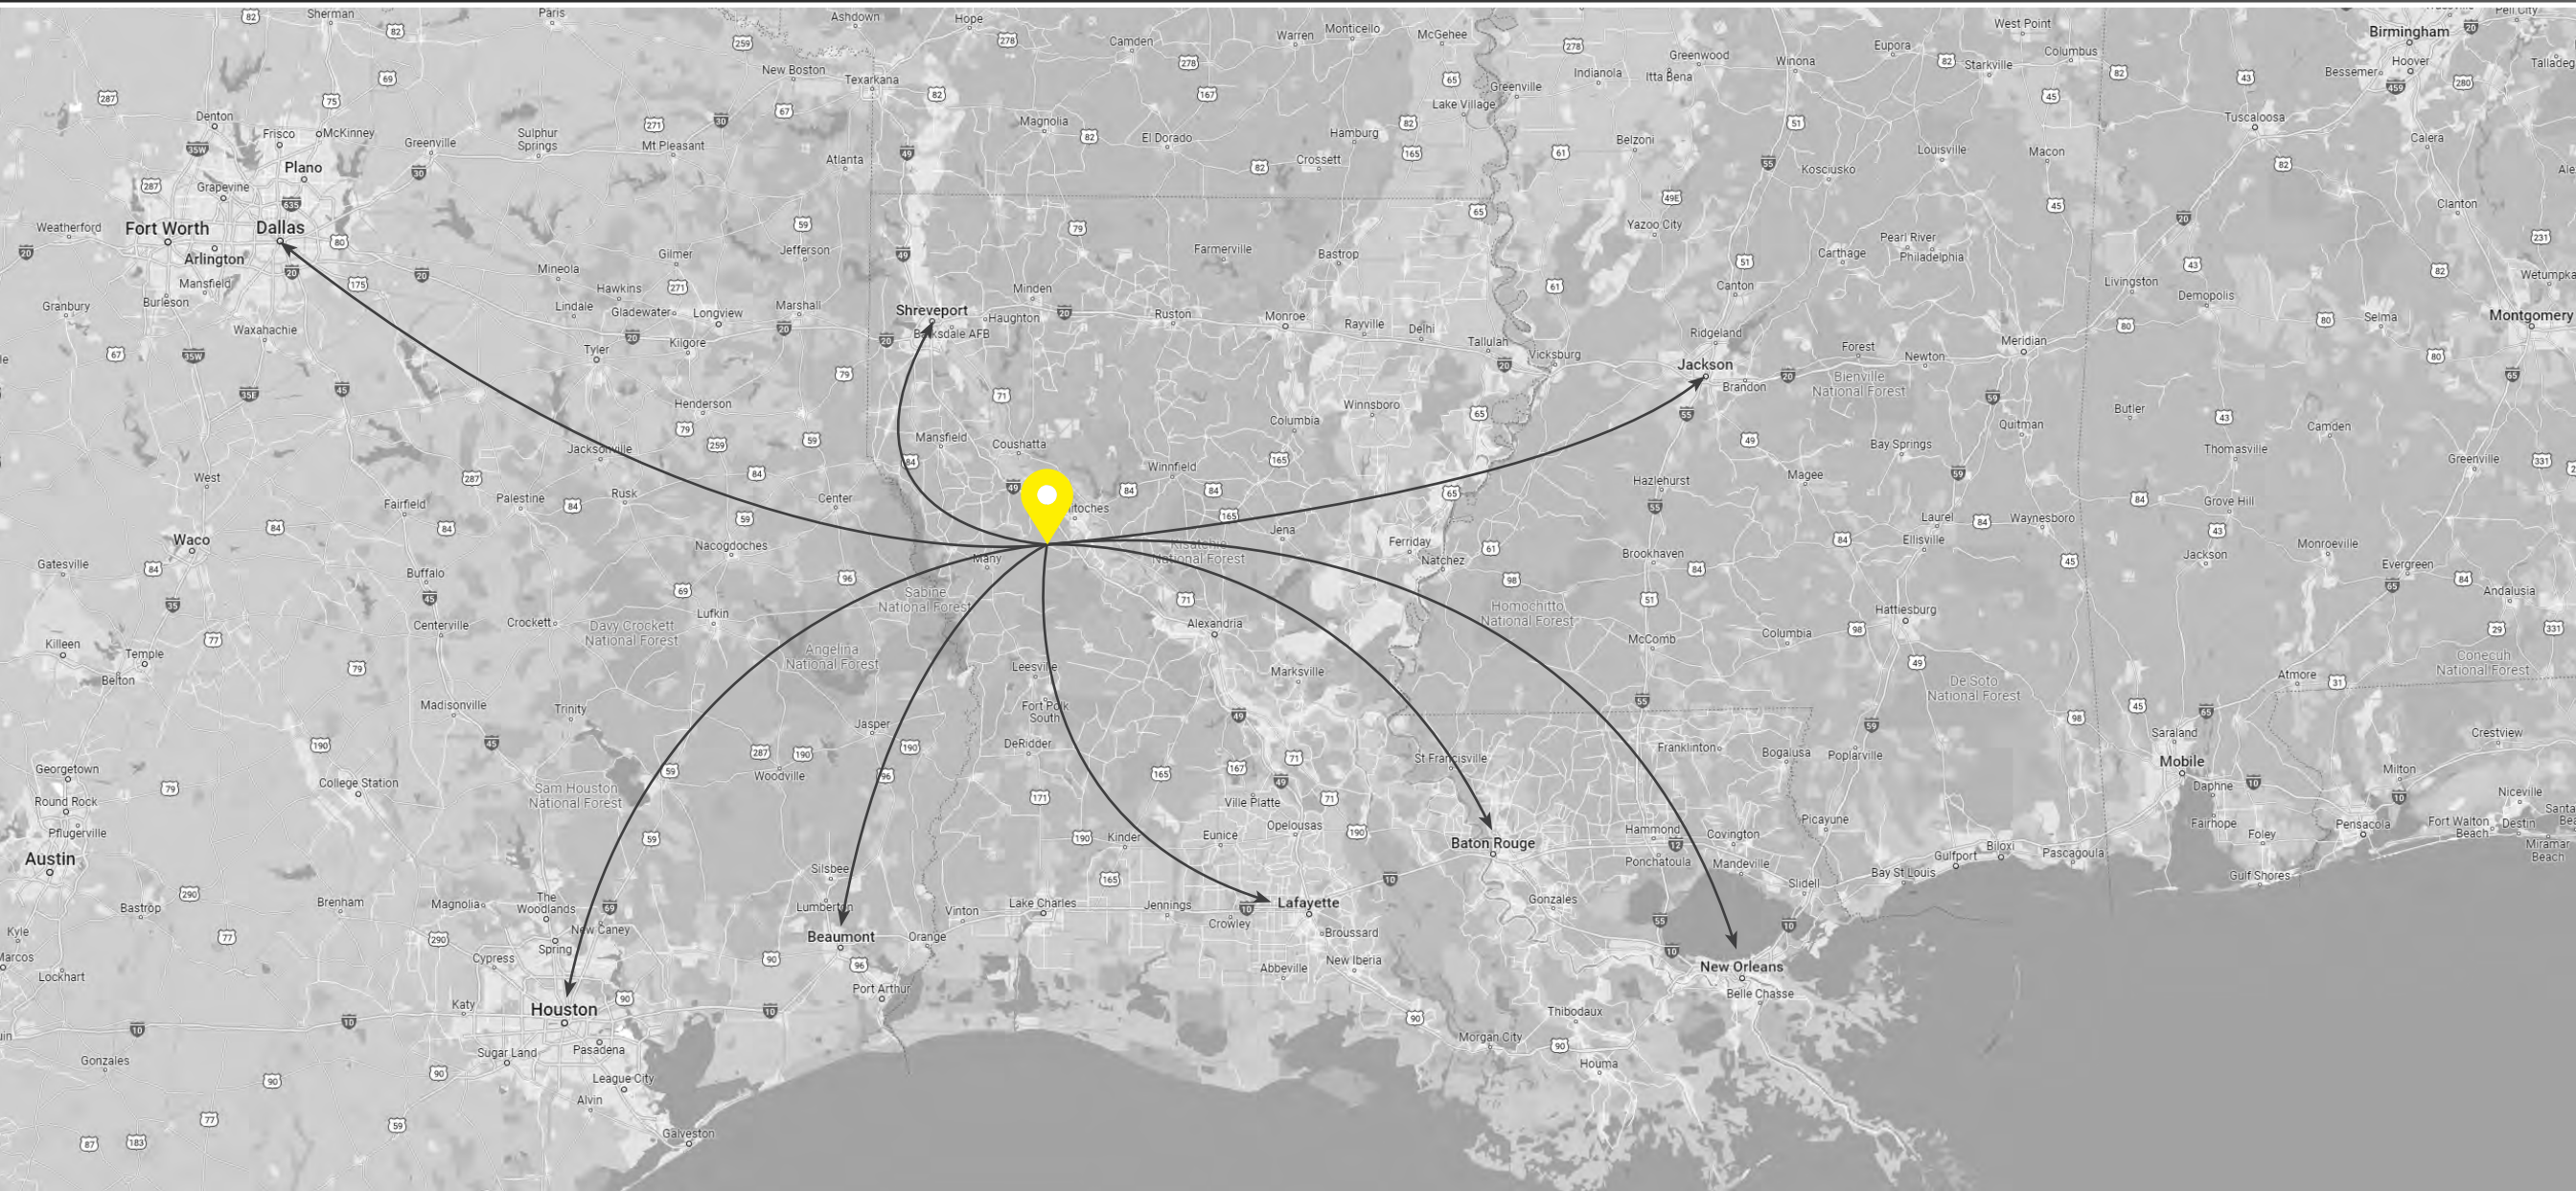 Sherman
Paris
Ashdown
Hope
Camden
Warren
Monticello
McGehee
Greenwood
Itta Bena
Indianola
Winona
Eupora
West Point
Columbus
Starkville
Birmingham
Hoover
Bessemer
Pell City
New Boston
Texarkana
Greenville
Lake Village
Denton
Frisco
McKinney
Plano
Grapevine
Greenville
Sulphur
Springs
Mt Pleasant
Atlanta
Magnolia
El Dorado
Hamburg
Crossett
Belzoni
Kosciusko
Louisville
Macon
Tuscaloosa
Calera
Clanton
Weatherford
Fort Worth
Dallas
Arlington
Mansfield
Burleson
Granbury
Waxahachie
Mineola
Lindale
Hawkins
Gladewater
Gilmer
Longview
Jefferson
Marshall
Tyler
Kilgore
Henderson
Shreveport
Barksdale AFB
Haughton
Minden
Ruston
Farmerville
Monroe
Bastrop
Rayville
Delhi
Tallulah
Vicksburg
Yazoo City
Canton
Ridgeland
Jackson
Brandon
Carthage
Pearl River
Philadelphia
Forest
Newton
Meridian
Bienville
National Forest
Livingston
Demopolis
Selma
Montgomery
Wetumpka
Jacksonville
Mansfield
Coushatta
Winnfield
Columbia
Winnsboro
Hazlehurst
Magee
Bay Springs
Quitman
Butler
Thomasville
Camden
Greenville
West
Waco
Gatesville
Fairfield
Palestine
Rusk
Center
Nacogdoches
Many
Kisatchie
National Forest
Jena
Ferriday
Natchez
Brookhaven
Laurel
Ellisville
Waynesboro
Grove Hill
Jackson
Monroeville
Evergreen
Andalusia
Buffalo
Centerville
Crockett
Davy Crockett
National Forest
Lufkin
Sabine
National Forest
Angelina
National Forest
Alexandria
Homochitto
National Forest
McComb
Columbia
Hattiesburg
De Soto
National Forest
Conecuh
National Forest
Atmore
Killeen
Temple
Belton
Madisonville
Trinity
Leesville
Fort Polk
South
DeRidder
Jasper
Woodville
Marksville
Georgetown
Round Rock
Pflugerville
Austin
College Station
Sam Houston
National Forest
Ville Platte
Opelousas
Eunice
Kinder
St Francisville
Baton Rouge
Franklinton
Bogalusa
Poplarville
Picayune
Hammond
Ponchatoula
Covington
Mandeville
Slidell
Saraland
Mobile
Daphne
Fairhope
Foley
Pensacola
Milton
Crestview
Niceville
Fort Walton
Beach
Destin
Miramar
Beach
Gulf Shores
Bay St Louis
Gulfport
Biloxi
Pascagoula
Bastrop
Brenham
Magnolia
The
Woodlands
Spring
New Caney
Silsbee
Lumberton
Beaumont
Orange
Vinton
Lake Charles
Jennings
Crowley
Lafayette
Broussard
Abbeville
New Iberia
Gonzales
New Orleans
Belle Chasse
Thibodaux
Morgan City
Houma
Kyle
Lockhart
Cypress
Katy
Houston
Port Arthur
Sugar Land
Pasadena
League City
Alvin
Galveston
Gonzales